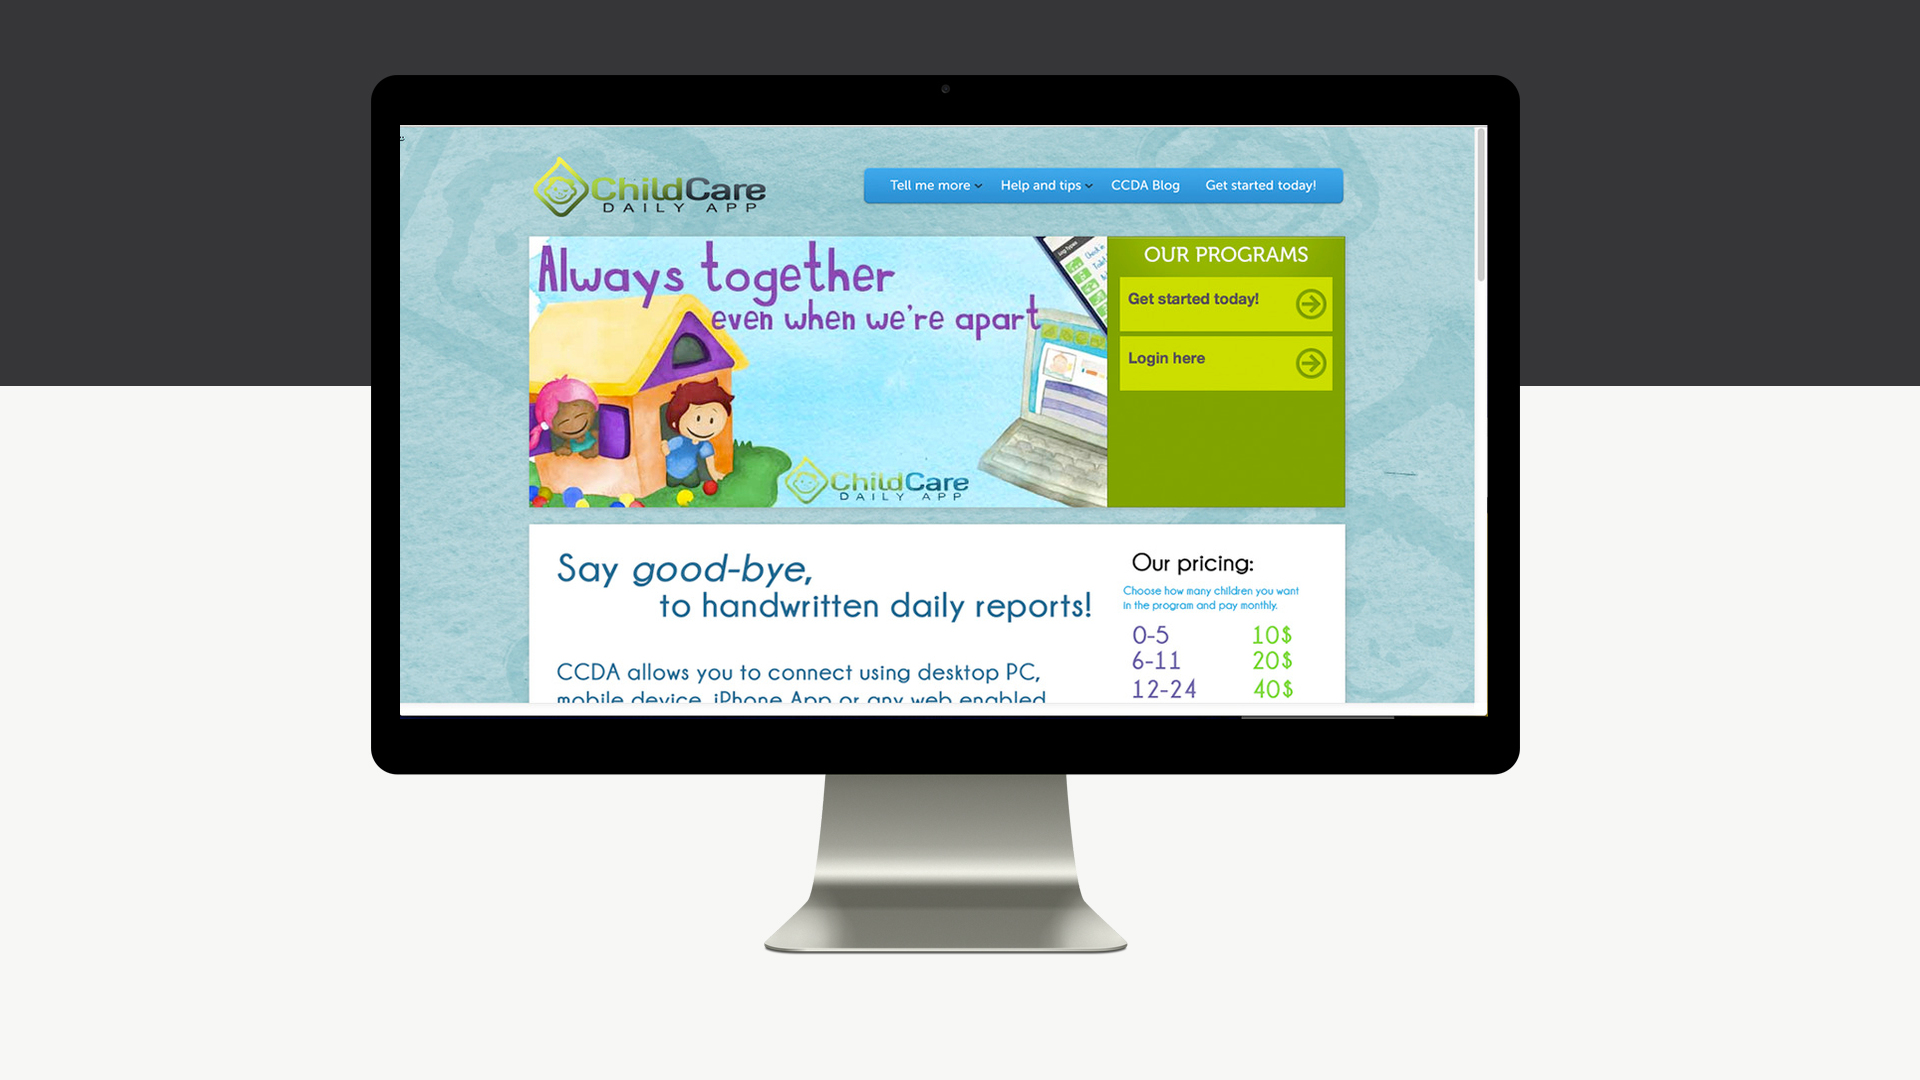 ChildCare
DAILY APP
Tell me more
Help and tips
CCDA Blog
Get started today!
Always together
even when we're apart
ChildCare
DAILY APP
OUR PROGRAMS
Get started today!
Login here
Say good-bye,
to handwritten daily reports!
CCDA allows you to connect using desktop PC,
mobile device, iPhone App or any web enabled
Our pricing:
Choose how many children you want
in the program and pay monthly.
0-5 10$
6-11 20$
12-24 40$